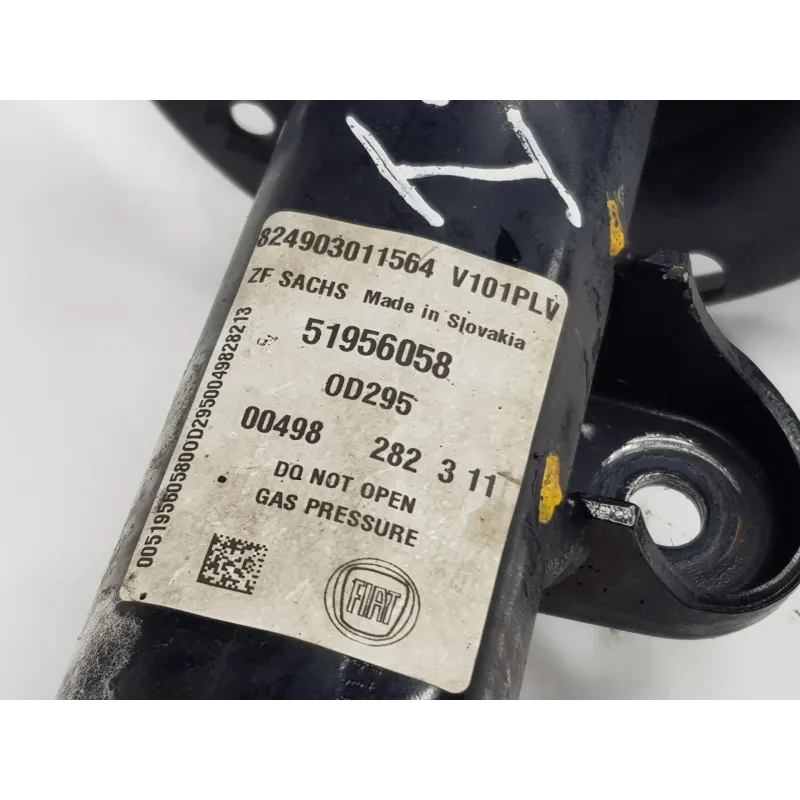 824903011564 V101PLV
ZF SACHS Made in Slovakia
51956058
0D295
00498 282 3 11
DO NOT OPEN
GAS PRESSURE
FIAT
005195605800D2950049828213